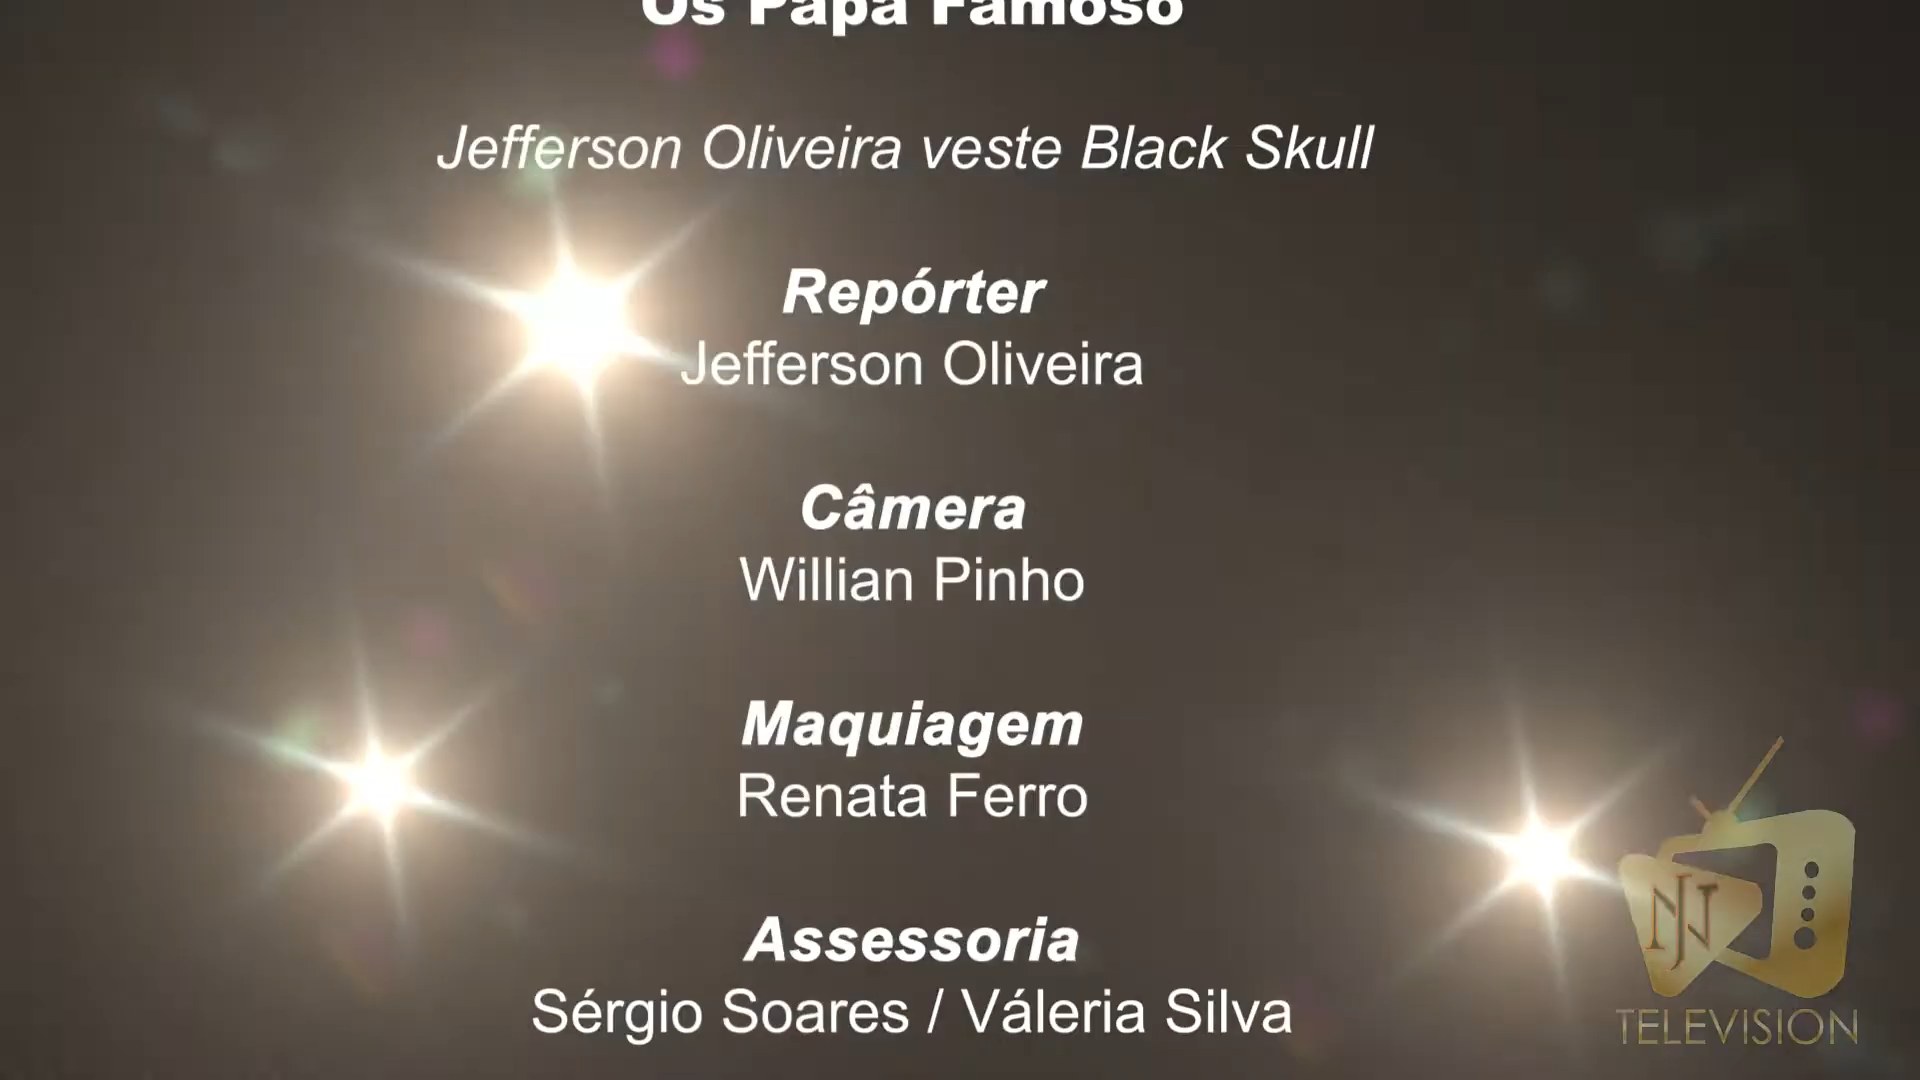 Os Papa Famoso
Jefferson Oliveira veste Black Skull
Repórter
Jefferson Oliveira
Câmera
Willian Pinho
Maquiagem
Renata Ferro
Assessoria
Sérgio Soares / Váleria Silva
NJ
TELEVISION